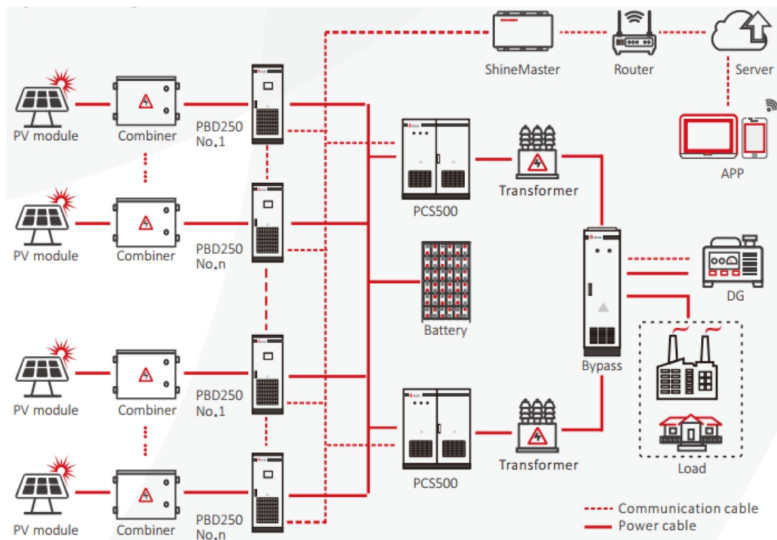 ShineMaster
Router
Server
PV module
Combiner
PBD250
No.1
APP
PCS500
Transformer
PV module
Combiner
PBD250
No.n
DG
Battery
Bypass
PV module
Combiner
PBD250
No.1
PCS500
Transformer
Load
PV module
Combiner
PBD250
No.n
Communication cable
Power cable